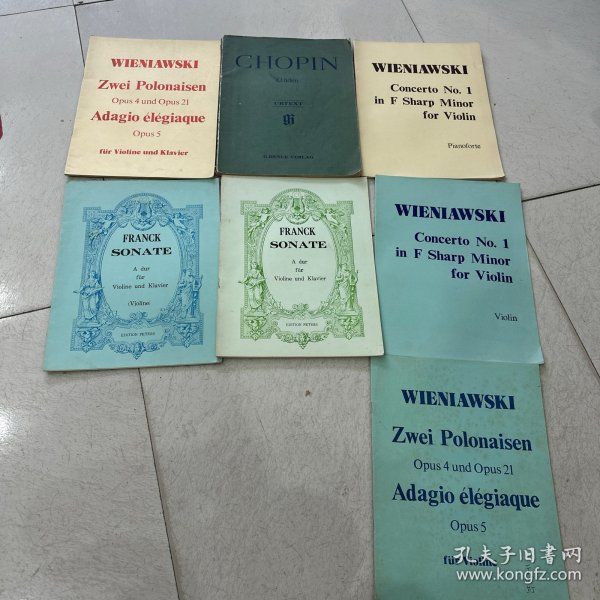 WIENIAWSKI
Zwei Polonaisen
Opus 4 und Opus 21
Adagio élégiaque
Opus 5
für Violine und Klavier
CHOPIN
Etüden
URTEXT
G. HENLE VERLAG
WIENIAWSKI
Concerto No. 1
in F Sharp Minor
for Violin
Pianoforte
FRANCK
SONATE
A dur
für
Violine und Klavier
(Violine)
EDITION PETERS
FRANCK
SONATE
A dur
für
Violine und Klavier
EDITION PETERS
WIENIAWSKI
Concerto No. 1
in F Sharp Minor
for Violin
Violin
WIENIAWSKI
Zwei Polonaisen
Opus 4 und Opus 21
Adagio élégiaque
Opus 5
für Violine
孔夫子旧书网
www.kongfz.com